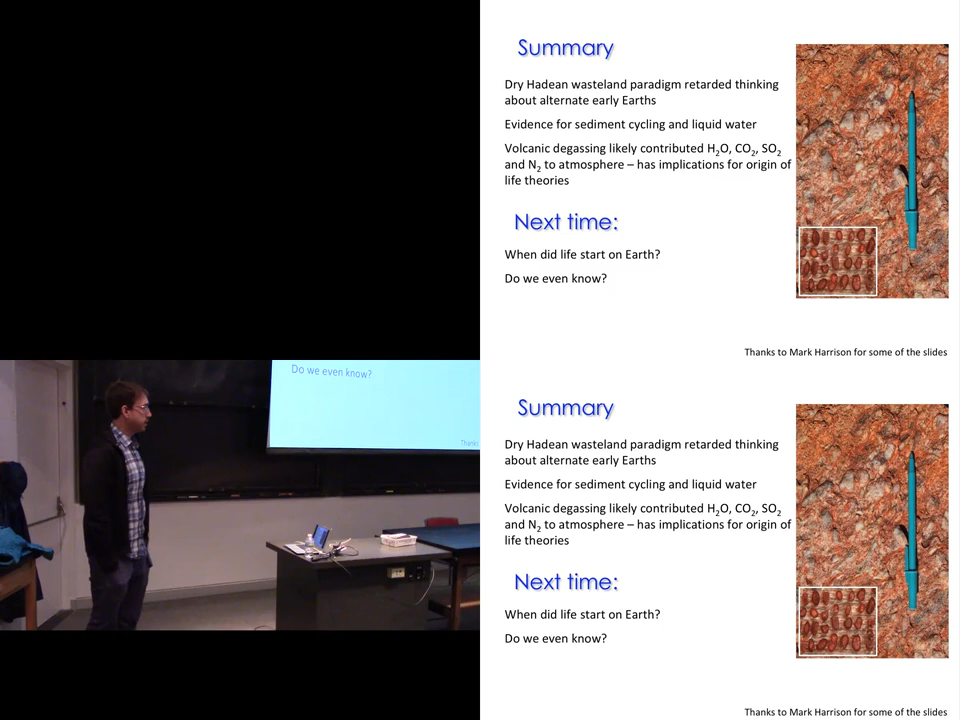 Summary
Dry Hadean wasteland paradigm retarded thinking
about alternate early Earths
Evidence for sediment cycling and liquid water
Volcanic degassing likely contributed H₂O, CO₂, SO₂
and N₂ to atmosphere – has implications for origin of
life theories
Next time:
When did life start on Earth?
Do we even know?
Thanks to Mark Harrison for some of the slides
Do we even know?
Thanks
Summary
Dry Hadean wasteland paradigm retarded thinking
about alternate early Earths
Evidence for sediment cycling and liquid water
Volcanic degassing likely contributed H₂O, CO₂, SO₂
and N₂ to atmosphere – has implications for origin of
life theories
Next time:
When did life start on Earth?
Do we even know?
Thanks to Mark Harrison for some of the slides